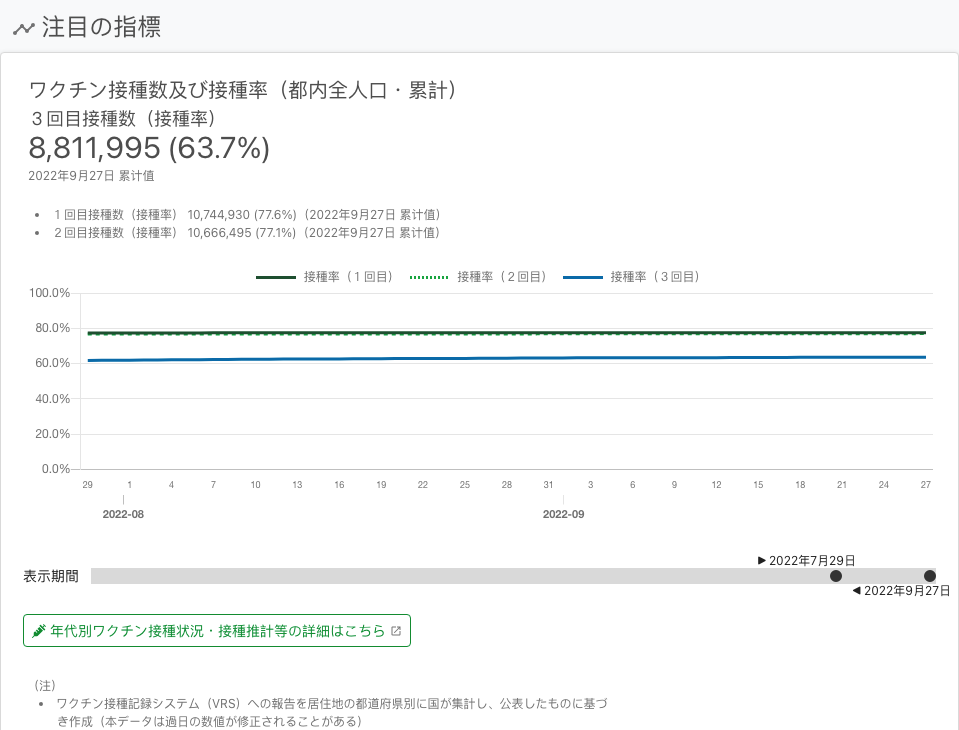 注目の指標
ワクチン接種数及び接種率（都内全人口・累計）
３回目接種数（接種率）
8,811,995 (63.7%)
2022年9月27日 累计值
• １回目接種数（接種率） 10,744,930 (77.6%)（2022年9月27日 累计值）
• ２回目接種数（接種率） 10,666,495 (77.1%)（2022年9月27日 累计值）
接種率（１回目） 接種率（２回目） 接種率（３回目）
100.0%
80.0%
60.0%
40.0%
20.0%
0.0%
29 1 4 7 10 13 16 19 22 25 28 31 3 6 9 12 15 18 21 24 27
2022-08 2022-09
▶ 2022年7月29日
表示期間
◀ 2022年9月27日
年代別ワクチン接種状況・接種推計等の詳細はこちら
（注）
• ワクチン接種記録システム（VRS）への報告を居住地の都道府県別に国が集計し、公表したものに基づ
き作成（本データは過日の数値が修正されることがある）